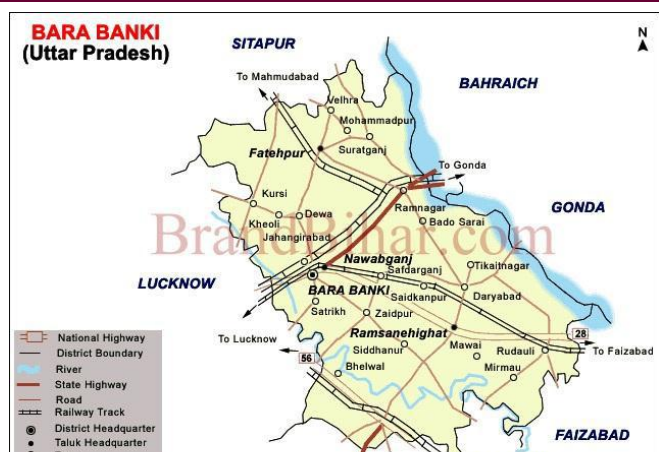 BARA BANKI
(Uttar Pradesh)
SITAPUR
N
To Mahmudabad
BAHRAICH
Velhra
Mohammadpur
Fatehpur
Suratganj
To Gonda
Kursi
Ramnagar
GONDA
Kheoli
Dewa
Bado Sarai
Jahangirabad
BrandBihar.com
Nawabganj
Safdarganj
Tikaitnagar
LUCKNOW
BARA BANKI
Saidkanpur
Daryabad
Satrikh
Zaidpur
Ramsanehighat
28
To Lucknow
Siddhanur
Mawai
Rudauli
To Faizabad
56
Bhelwal
Mirmau
National Highway
District Boundary
River
State Highway
Road
Railway Track
District Headquarter
Taluk Headquarter
FAIZABAD